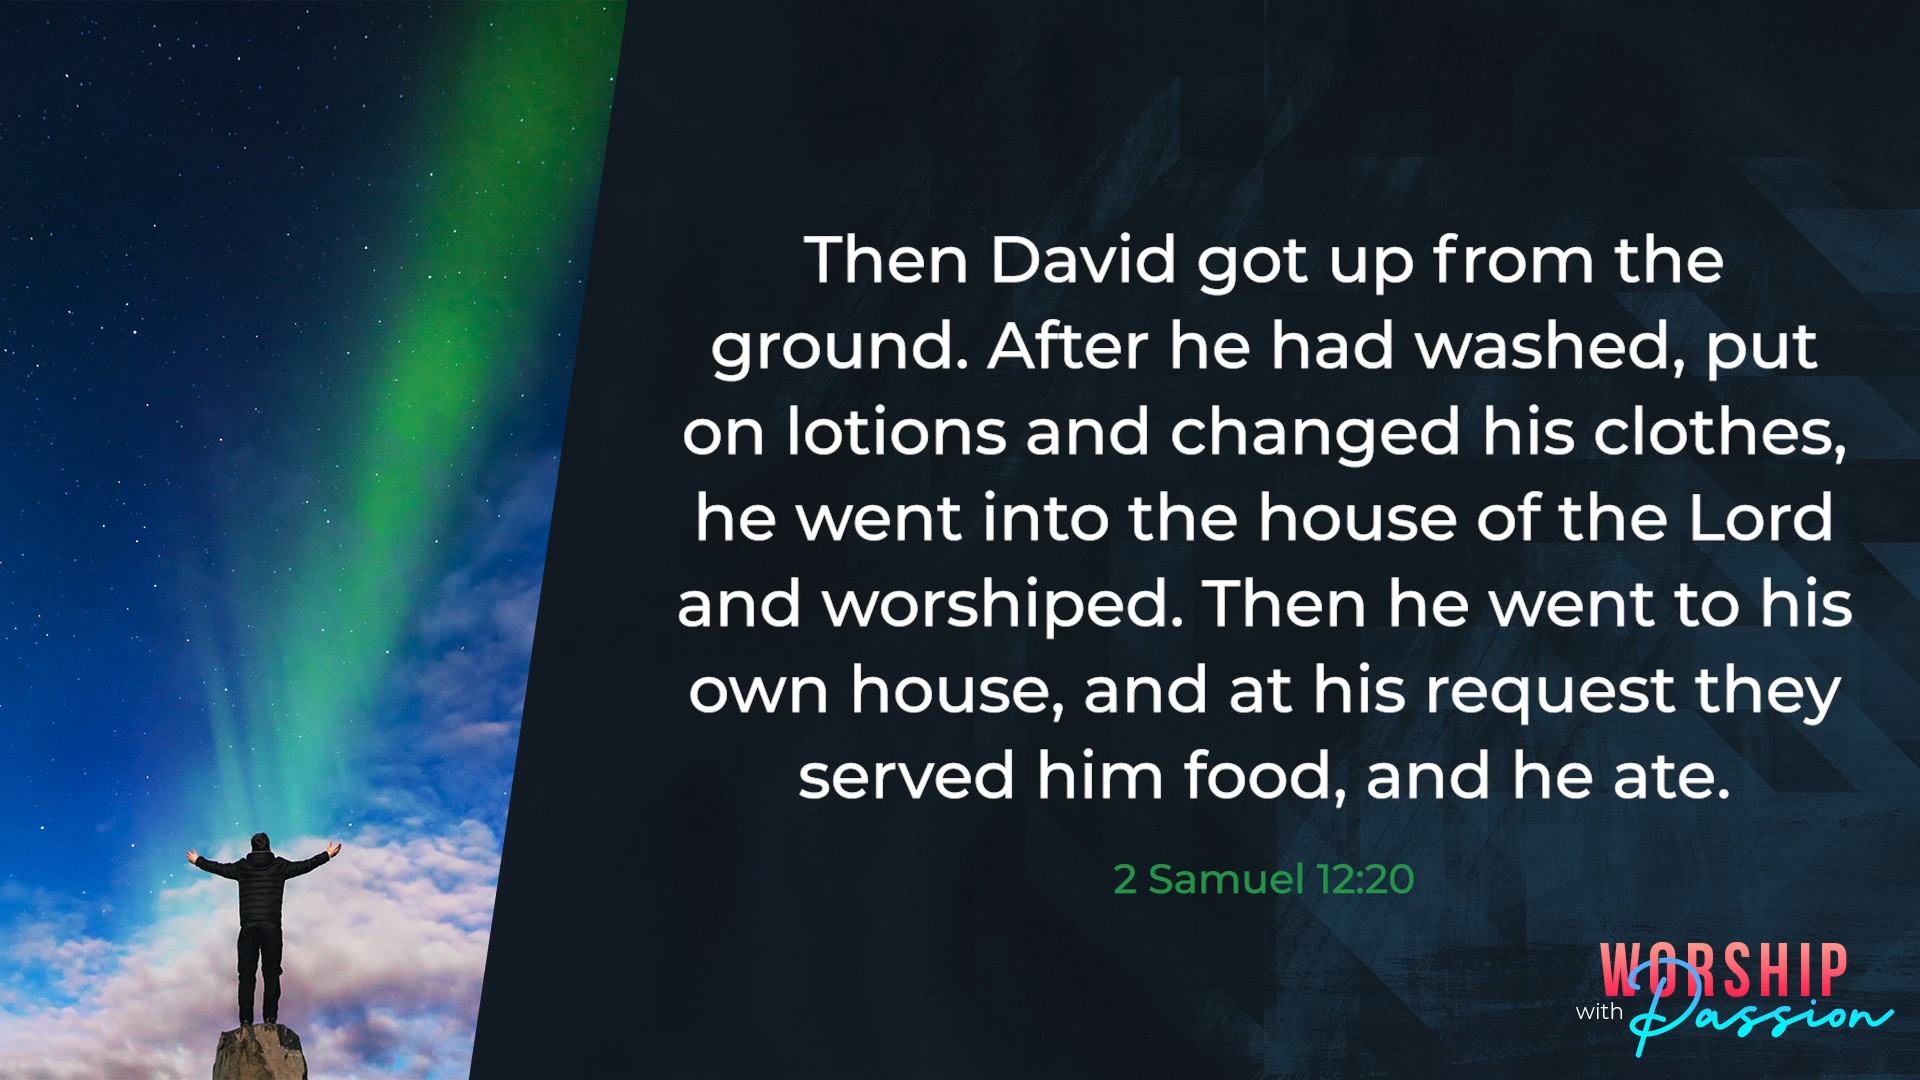 Then David got up from the
ground. After he had washed, put
on lotions and changed his clothes,
he went into the house of the Lord
and worshiped. Then he went to his
own house, and at his request they
served him food, and he ate.
2 Samuel 12:20
WORSHIP
with Passion